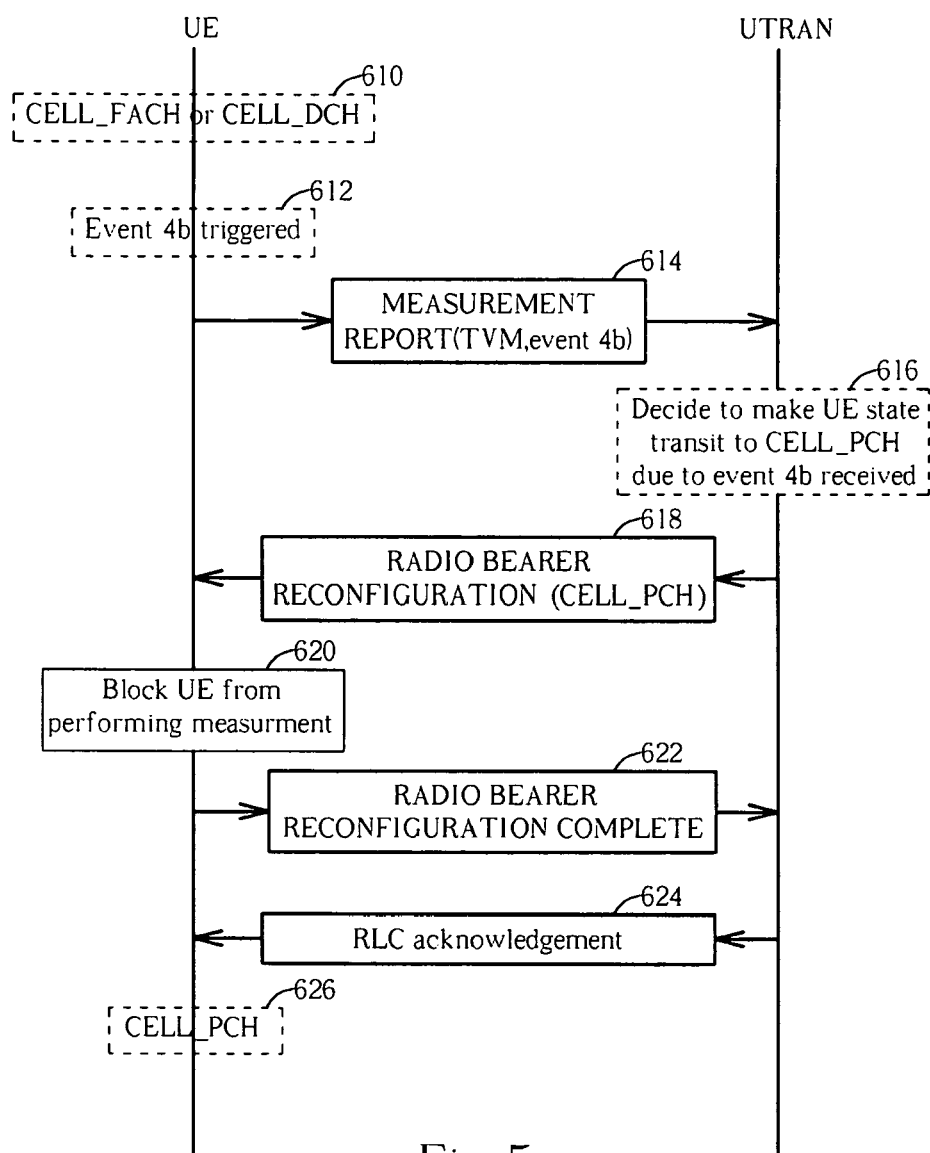 UE
UTRAN
610
CELL_FACH or CELL_DCH
612
Event 4b triggered
614
MEASUREMENT
REPORT(TVM,event 4b)
616
Decide to make UE state
transit to CELL_PCH
due to event 4b received
618
RADIO BEARER
RECONFIGURATION (CELL_PCH)
620
Block UE from
performing measurment
622
RADIO BEARER
RECONFIGURATION COMPLETE
624
RLC acknowledgement
626
CELL_PCH
Fig. 5